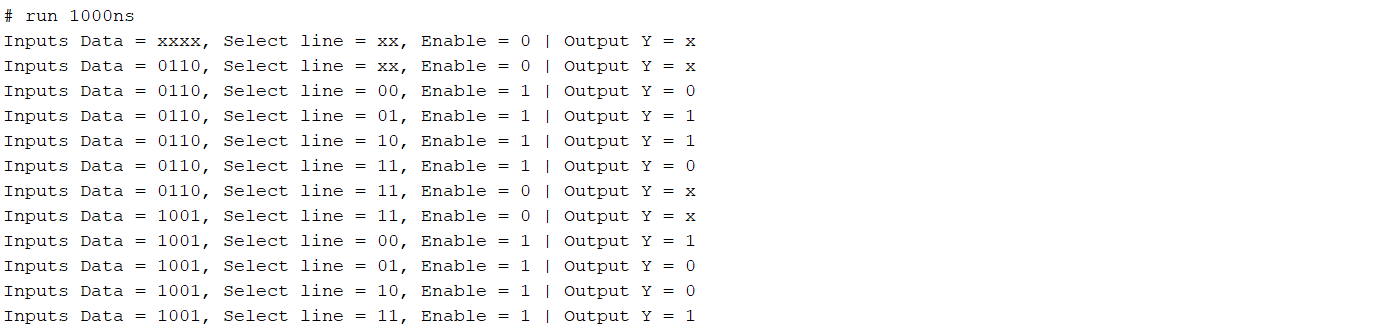 # run 1000ns
Inputs Data = xxxx, Select line = xx, Enable = 0 | Output Y = x
Inputs Data = 0110, Select line = xx, Enable = 0 | Output Y = x
Inputs Data = 0110, Select line = 00, Enable = 1 | Output Y = 0
Inputs Data = 0110, Select line = 01, Enable = 1 | Output Y = 1
Inputs Data = 0110, Select line = 10, Enable = 1 | Output Y = 1
Inputs Data = 0110, Select line = 11, Enable = 1 | Output Y = 0
Inputs Data = 0110, Select line = 11, Enable = 0 | Output Y = x
Inputs Data = 1001, Select line = 11, Enable = 0 | Output Y = x
Inputs Data = 1001, Select line = 00, Enable = 1 | Output Y = 1
Inputs Data = 1001, Select line = 01, Enable = 1 | Output Y = 0
Inputs Data = 1001, Select line = 10, Enable = 1 | Output Y = 0
Inputs Data = 1001, Select line = 11, Enable = 1 | Output Y = 1